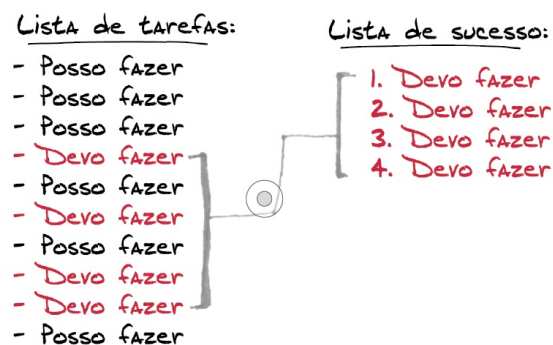 Lista de tarefas:
- Posso fazer
- Posso fazer
- Posso fazer
- Devo fazer
- Posso fazer
- Devo fazer
- Posso fazer
- Devo fazer
- Devo fazer
- Posso fazer
Lista de sucesso:
1. Devo fazer
2. Devo fazer
3. Devo fazer
4. Devo fazer